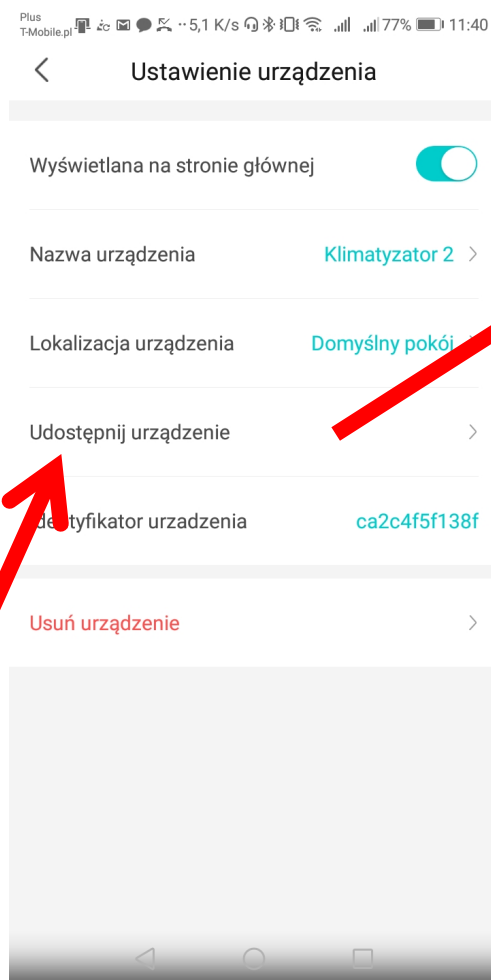 Plus
T-Mobile.pl 5,1 K/s 77% 11:40
Ustawienie urządzenia
Wyświetlana na stronie głównej
Nazwa urządzenia Klimatyzator 2
Lokalizacja urządzenia Domyślny pokój
Udostępnij urządzenie
Identyfikator urzadzenia ca2c4f5f138f
Usuń urządzenie